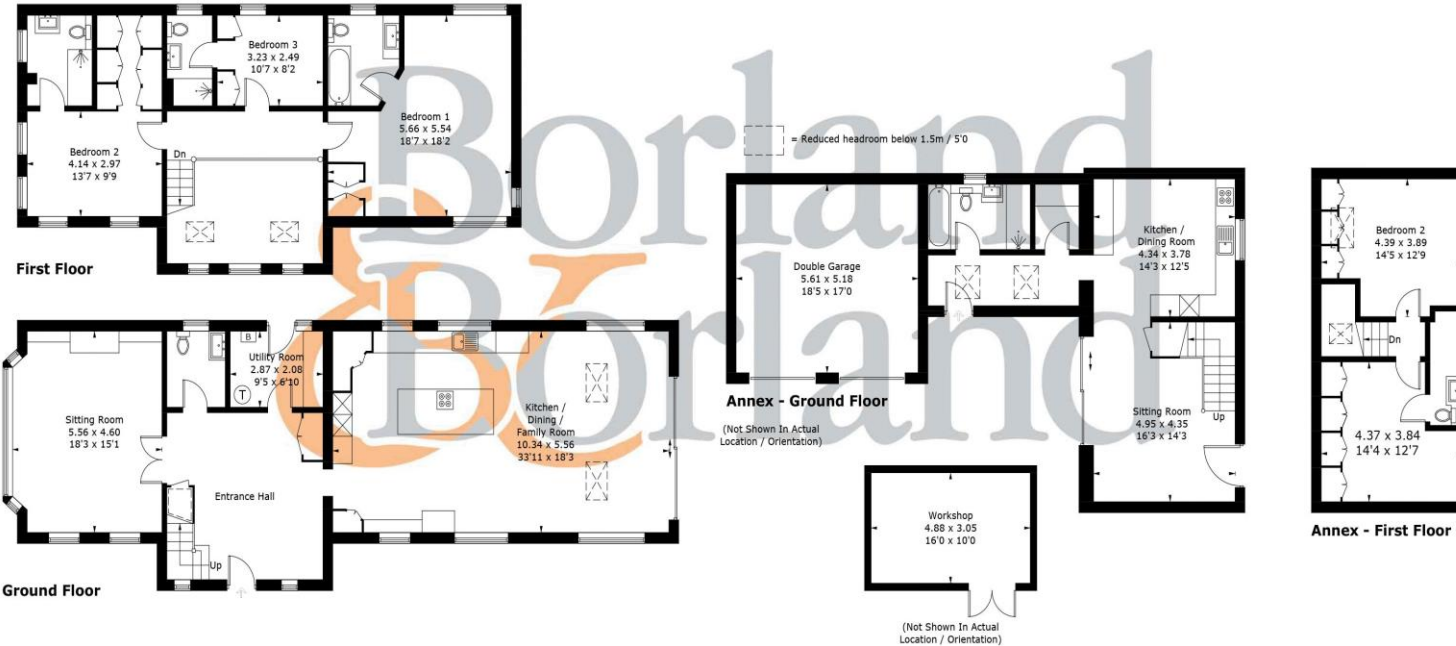 Borland
&
Borland
Bedroom 3
3.23 x 2.49
10'7 x 8'2
Bedroom 1
5.66 x 5.54
18'7 x 18'2
Bedroom 2
4.14 x 2.97
13'7 x 9'9
Dn
First Floor
= Reduced headroom below 1.5m / 5'0
Sitting Room
5.56 x 4.60
18'3 x 15'1
B
Utility Room
2.87 x 2.08
9'5 x 6'10
T
Kitchen /
Dining /
Family Room
10.34 x 5.56
33'11 x 18'3
Entrance Hall
Up
Ground Floor
Double Garage
5.61 x 5.18
18'5 x 17'0
Kitchen /
Dining Room
4.34 x 3.78
14'3 x 12'5
Sitting Room
4.95 x 4.35
16'3 x 14'3
Up
Annex - Ground Floor
(Not Shown In Actual
Location / Orientation)
Workshop
4.88 x 3.05
16'0 x 10'0
(Not Shown In Actual
Location / Orientation)
Bedroom 2
4.39 x 3.89
14'5 x 12'9
Dn
4.37 x 3.84
14'4 x 12'7
Annex - First Floor